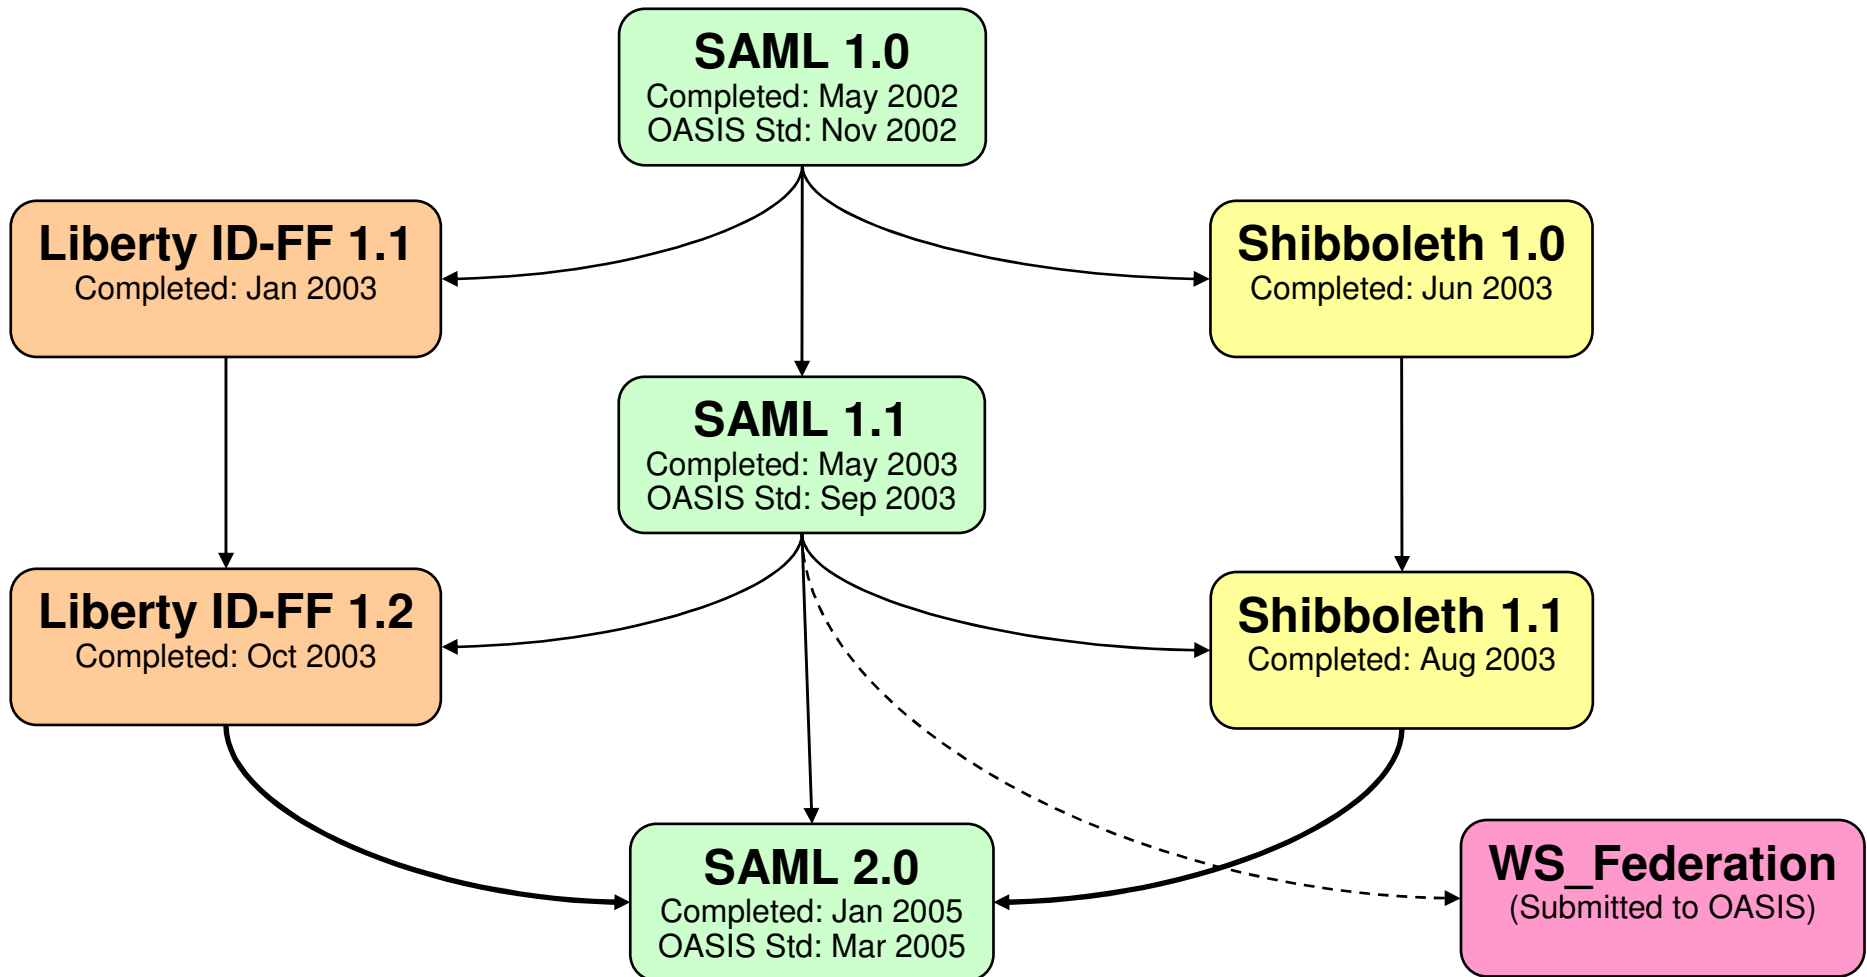 SAML 1.0
Completed: May 2002
OASIS Std: Nov 2002
Liberty ID-FF 1.1
Completed: Jan 2003
Shibboleth 1.0
Completed: Jun 2003
SAML 1.1
Completed: May 2003
OASIS Std: Sep 2003
Liberty ID-FF 1.2
Completed: Oct 2003
Shibboleth 1.1
Completed: Aug 2003
SAML 2.0
Completed: Jan 2005
OASIS Std: Mar 2005
WS_Federation
(Submitted to OASIS)